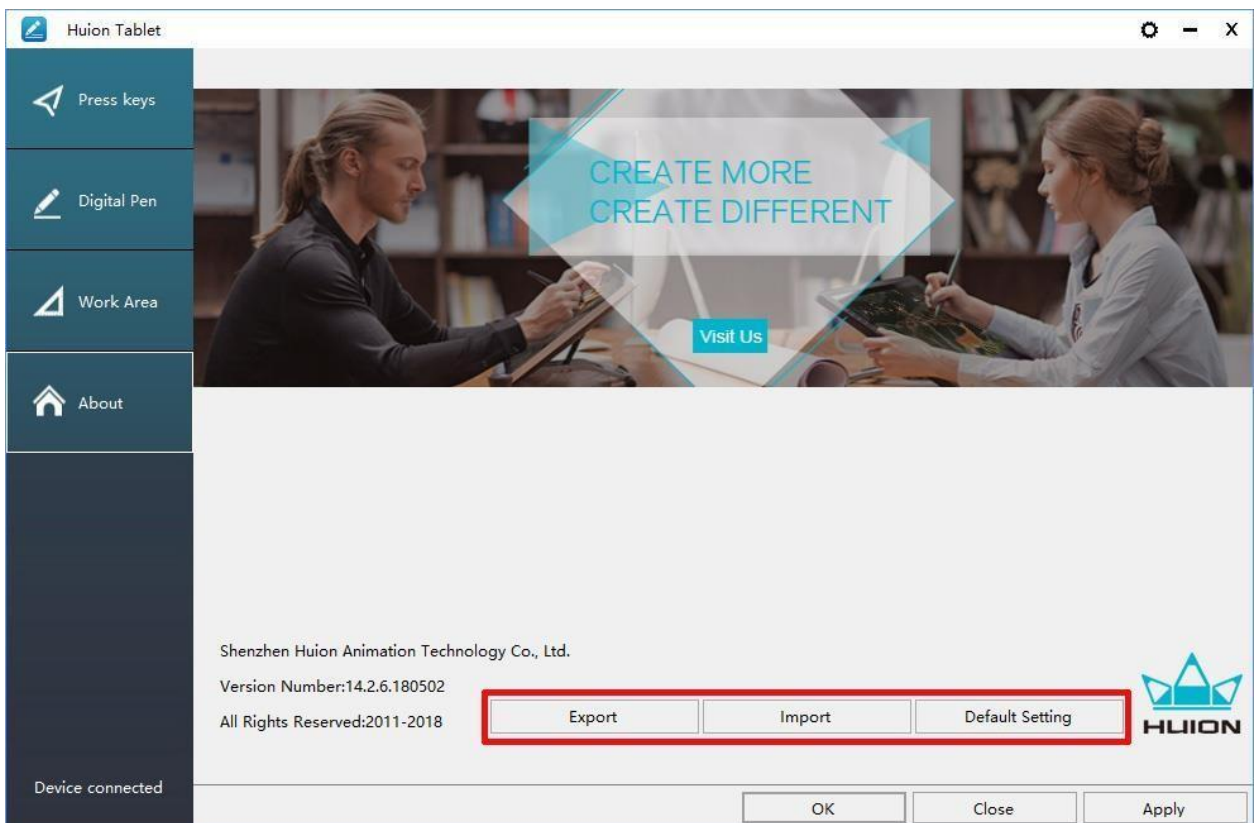 Huion Tablet
Press keys
Digital Pen
Work Area
About
CREATE MORE
CREATE DIFFERENT
Visit Us
Shenzhen Huion Animation Technology Co., Ltd.
Version Number:14.2.6.180502
All Rights Reserved:2011-2018
Export Import Default Setting
HUION
Device connected
OK Close Apply